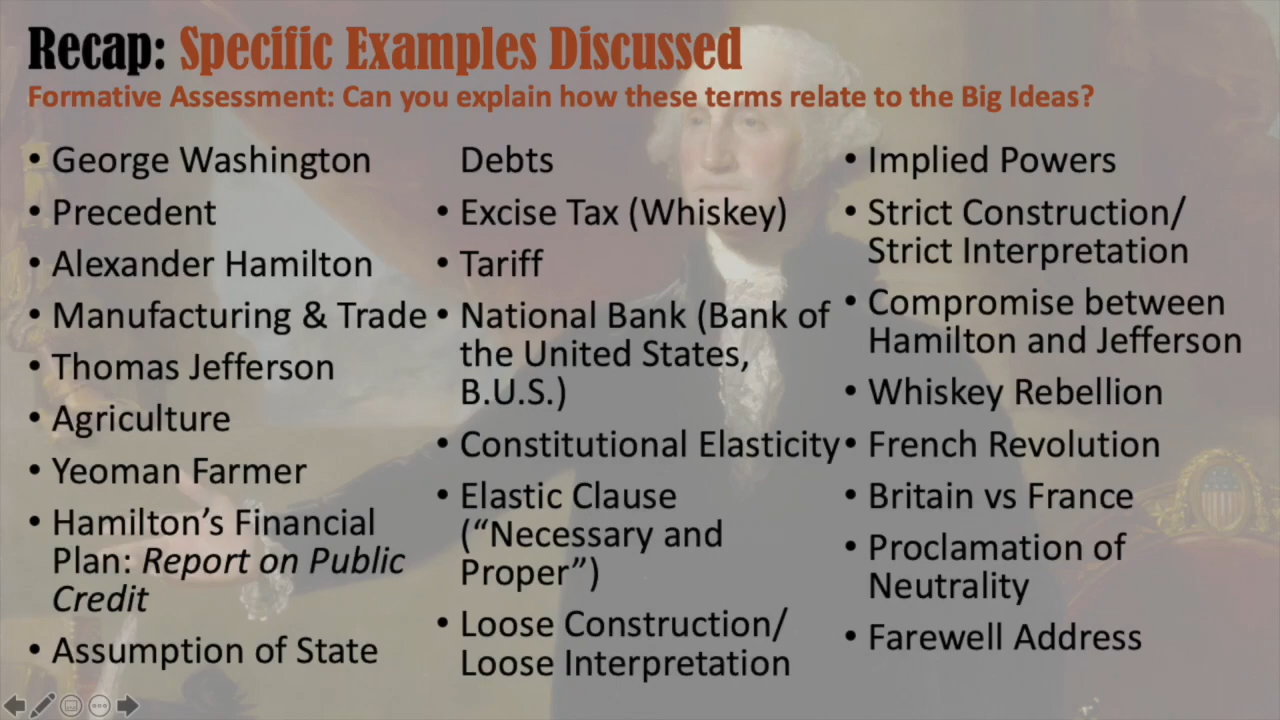 Recap: Specific Examples Discussed
Formative Assessment: Can you explain how these terms relate to the Big Ideas?
• George Washington
• Precedent
• Alexander Hamilton
• Manufacturing & Trade
• Thomas Jefferson
• Agriculture
• Yeoman Farmer
• Hamilton’s Financial
Plan: Report on Public
Credit
• Assumption of State
Debts
• Excise Tax (Whiskey)
• Tariff
• National Bank (Bank of
the United States,
B.U.S.)
• Constitutional Elasticity
• Elastic Clause
(“Necessary and
Proper”)
• Loose Construction/
Loose Interpretation
• Implied Powers
• Strict Construction/
Strict Interpretation
• Compromise between
Hamilton and Jefferson
• Whiskey Rebellion
• French Revolution
• Britain vs France
• Proclamation of
Neutrality
• Farewell Address